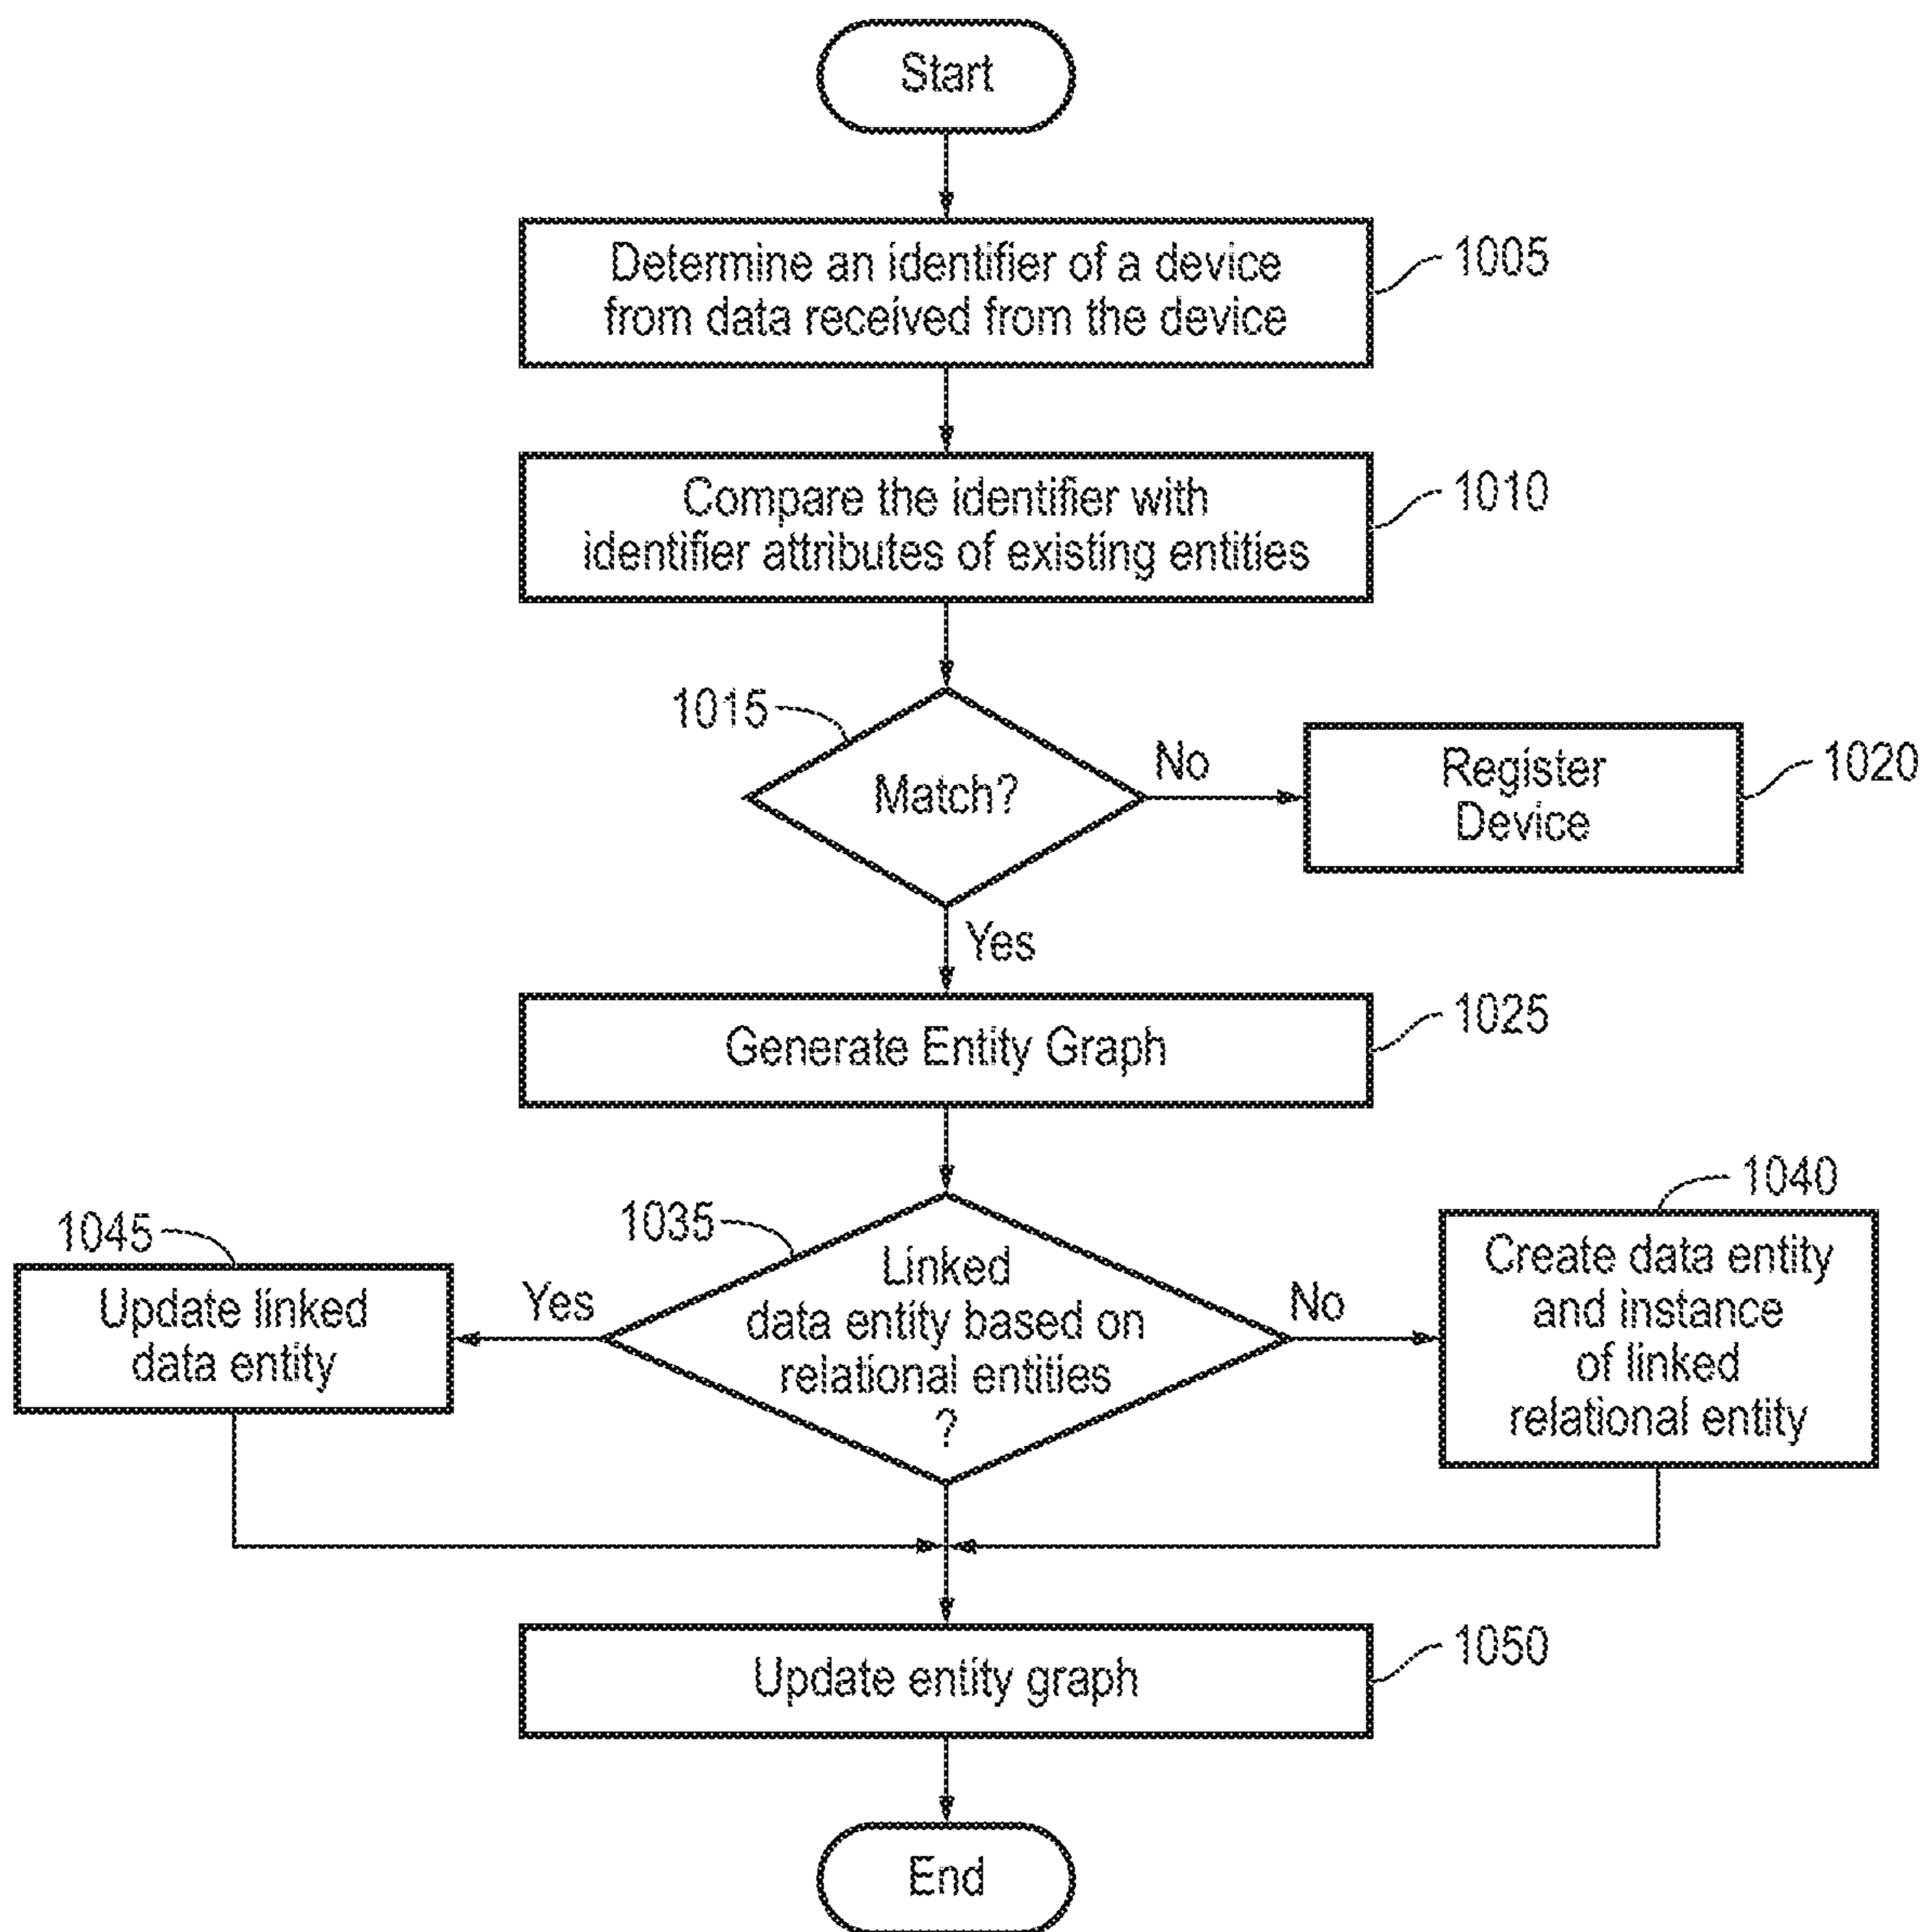 Start
Determine an identifier of a device
from data received from the device
1005
Compare the identifier with
identifier attributes of existing entities
1010
1015
Match?
No
Register
Device
1020
Yes
Generate Entity Graph
1025
1045
Update linked
data entity
Yes
1035
Linked
data entity based on
relational entities
?
No
1040
Create data entity
and instance
of linked
relational entity
Update entity graph
1050
End